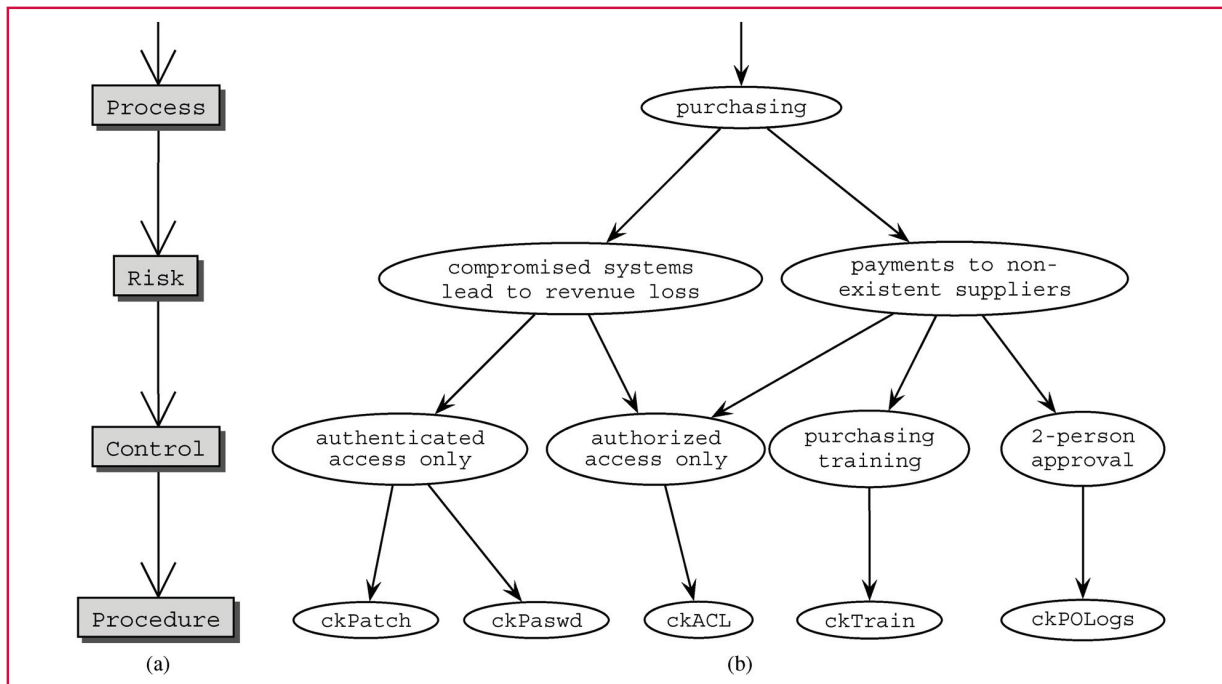 Process
purchasing
Risk
compromised systems
lead to revenue loss
payments to non-
existent suppliers
Control
authenticated
access only
authorized
access only
purchasing
training
2-person
approval
Procedure
ckPatch
ckPaswd
ckACL
ckTrain
ckPOLogs
(a)
(b)